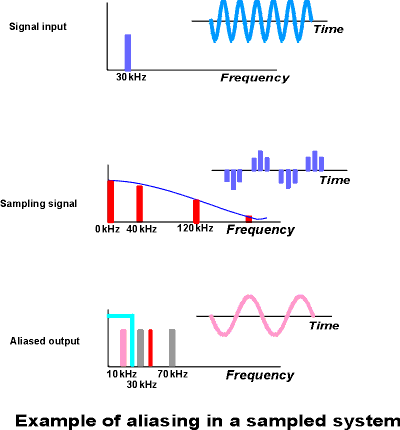 Signal input
Time
30 kHz
Frequency
Time
Sampling signal
0 kHz 40 kHz 120 kHz Frequency
Time
Aliased output
10 kHz 70 kHz Frequency
30 kHz
Example of aliasing in a sampled system